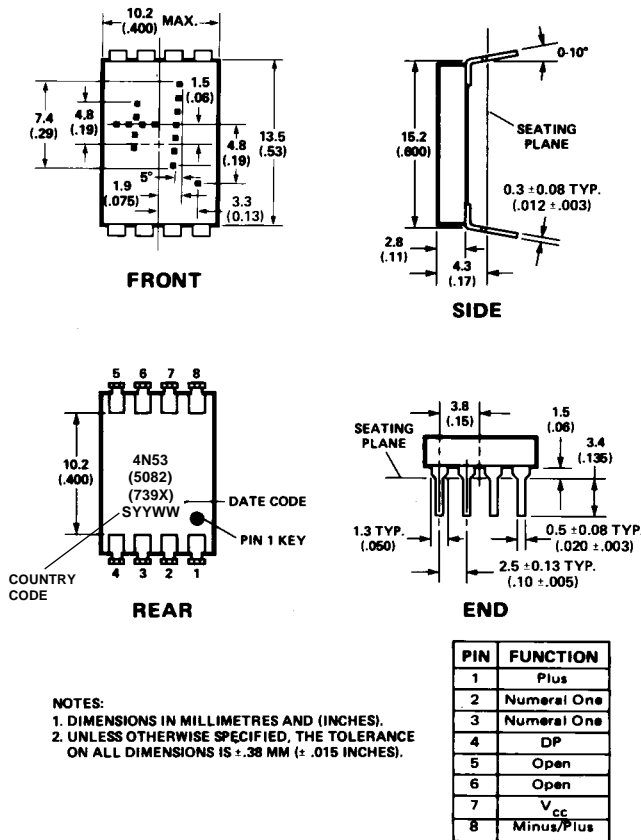 10.2
(.400)
MAX.
1.5
(.06)
7.4
(.29)
4.8
(.19)
13.5
(.53)
4.8
(.19)
5°
1.9
(.075)
3.3
(0.13)
FRONT
0-10°
15.2
(.600)
SEATING
PLANE
0.3 ±0.08 TYP.
(.012 ±.003)
2.8
(.11)
4.3
(.17)
SIDE
5 6 7 8
10.2
(.400)
4N53
(5082)
(739X)
SYYWW
DATE CODE
PIN 1 KEY
COUNTRY
CODE
4 3 2 1
REAR
3.8
(.15)
1.5
(.06)
SEATING
PLANE
3.4
(.135)
1.3 TYP.
(.050)
0.5 ±0.08 TYP.
(.020 ±.003)
2.5 ±0.13 TYP.
(.10 ±.005)
END
NOTES:
1. DIMENSIONS IN MILLIMETRES AND (INCHES).
2. UNLESS OTHERWISE SPECIFIED, THE TOLERANCE
ON ALL DIMENSIONS IS ±.38 MM (± .015 INCHES).
PIN FUNCTION
1 Plus
2 Numeral One
3 Numeral One
4 DP
5 Open
6 Open
7 Vcc
8 Minus/Plus